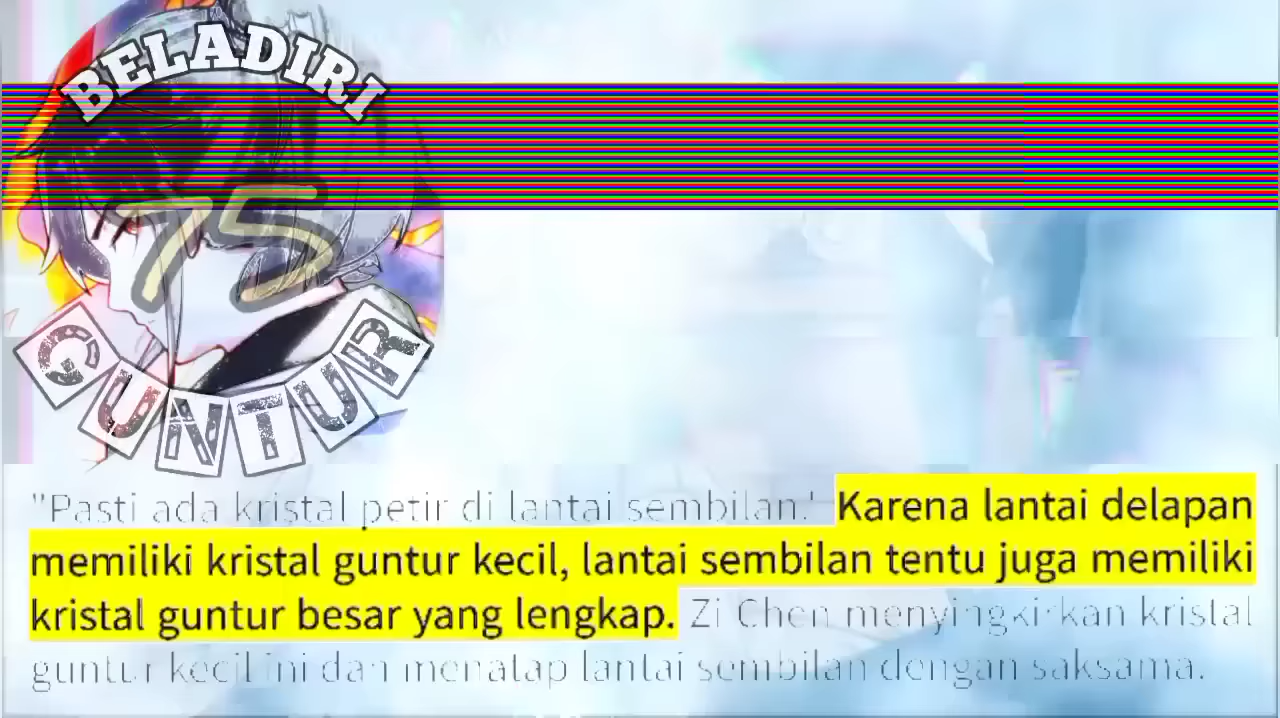 BELADIRI
75
GUNTUR
"Pasti ada kristal petir di lantai sembilan." Karena lantai delapan
memiliki kristal guntur kecil, lantai sembilan tentu juga memiliki
kristal guntur besar yang lengkap. Zi Chen menyingkirkan kristal
guntur kecil ini dan menatap lantai sembilan dengan saksama.